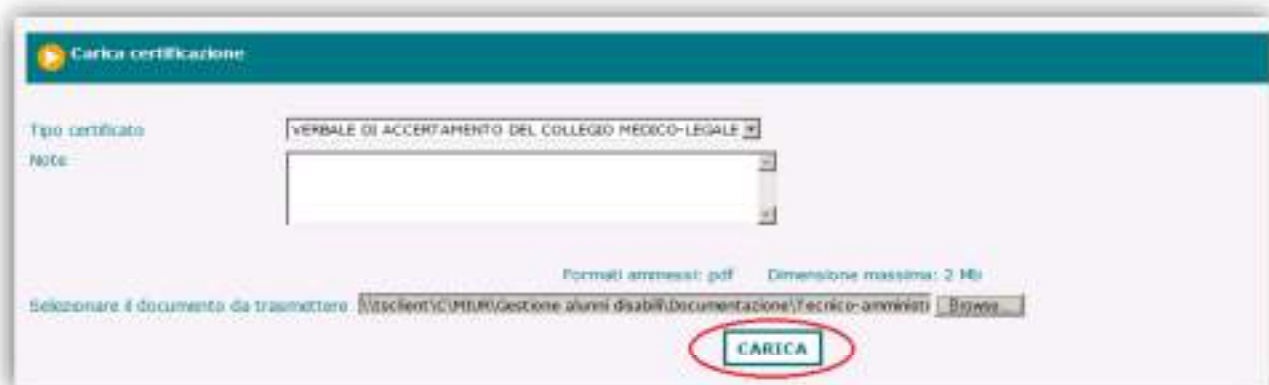 Carica certificazione
Tipo certificato VERBALE DI ACCERTAMENTO DEL COLLEGIO MEDICO-LEGALE
Note
Formati ammessi: pdf Dimensione massima: 2 Mb
Selezionare il documento da trasmettere \\tsclient\C\MIUR\Gestione alunni disabili\Documentazione\Tecnico-amministi Browse...
CARICA